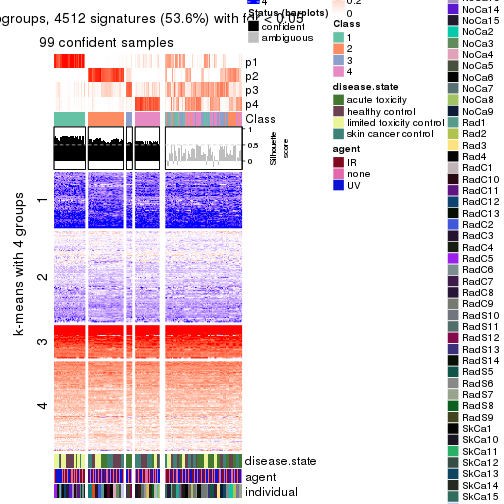 groups, 4512 signatures (53.6%) with fdr < 0.05
99 confident samples
p1
p2
p3
p4
Class
1
0.5
0
Silhouette
score
k-means with 4 groups
1
2
3
4
disease.state
agent
individual
4
Status (barplots)
confident
ambiguous
0.2
Class
1
2
3
4
disease.state
acute toxicity
healthy control
limited toxicity control
skin cancer control
agent
IR
none
UV
NoCa14
NoCa15
NoCa2
NoCa3
NoCa4
NoCa5
NoCa6
NoCa7
NoCa8
NoCa9
Rad1
Rad2
Rad3
Rad4
RadC1
RadC10
RadC11
RadC12
RadC13
RadC2
RadC3
RadC4
RadC5
RadC6
RadC7
RadC8
RadC9
RadS10
RadS11
RadS12
RadS13
RadS14
RadS5
RadS6
RadS7
RadS8
RadS9
SkCa1
SkCa10
SkCa11
SkCa12
SkCa13
SkCa14
SkCa15